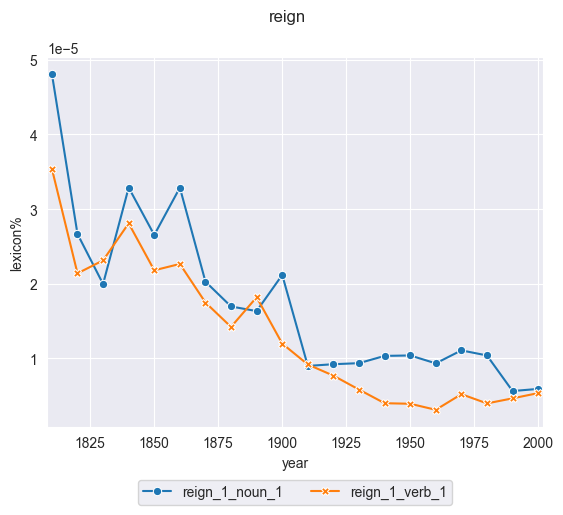 reign
1e−5
5
4
3
2
1
lexicon%
1825 1850 1875 1900 1925 1950 1975 2000
year
reign_1_noun_1 reign_1_verb_1